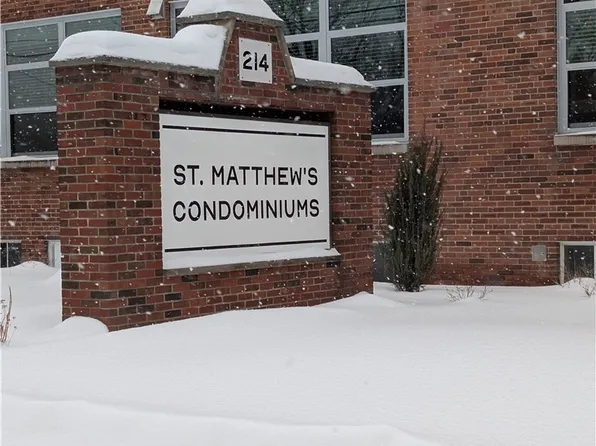 214
ST. MATTHEW'S
CONDOMINIUMS